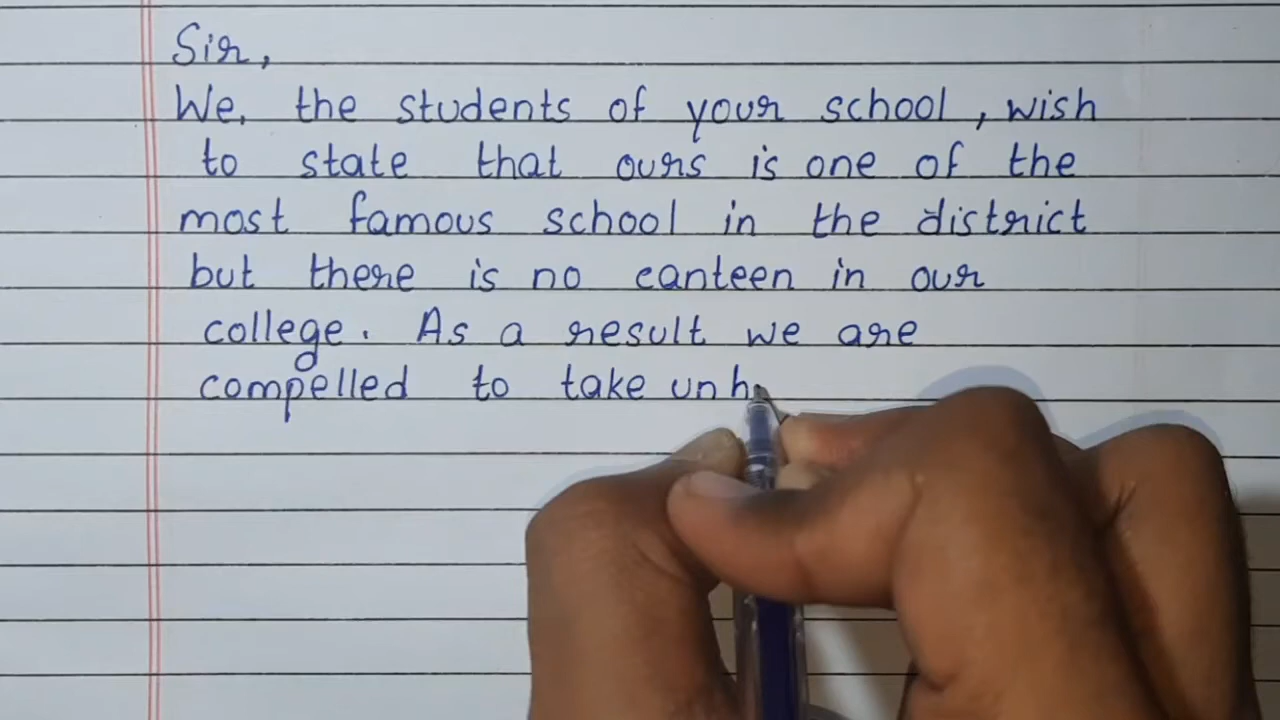 Sir,
We, the students of your school, wish
to state that ours is one of the
most famous school in the district
but there is no canteen in our
college. As a result we are
compelled to take unh